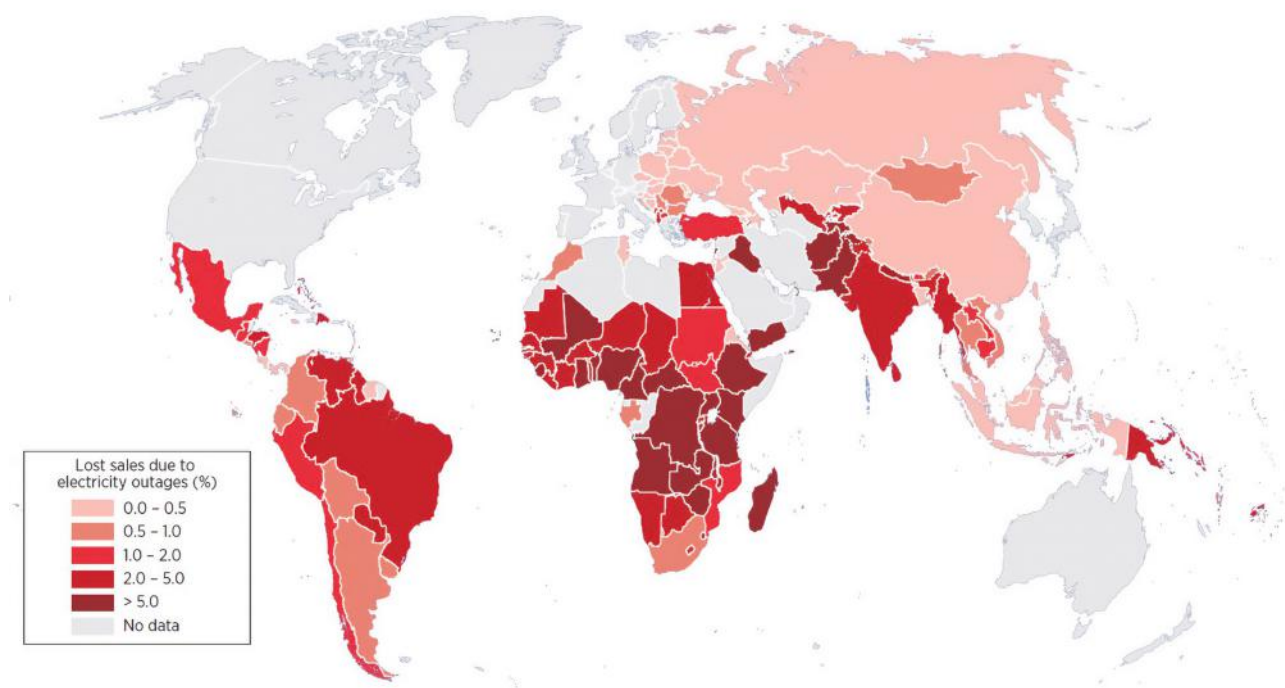 Lost sales due to
electricity outages (%)
0.0 – 0.5
0.5 – 1.0
1.0 – 2.0
2.0 – 5.0
> 5.0
No data